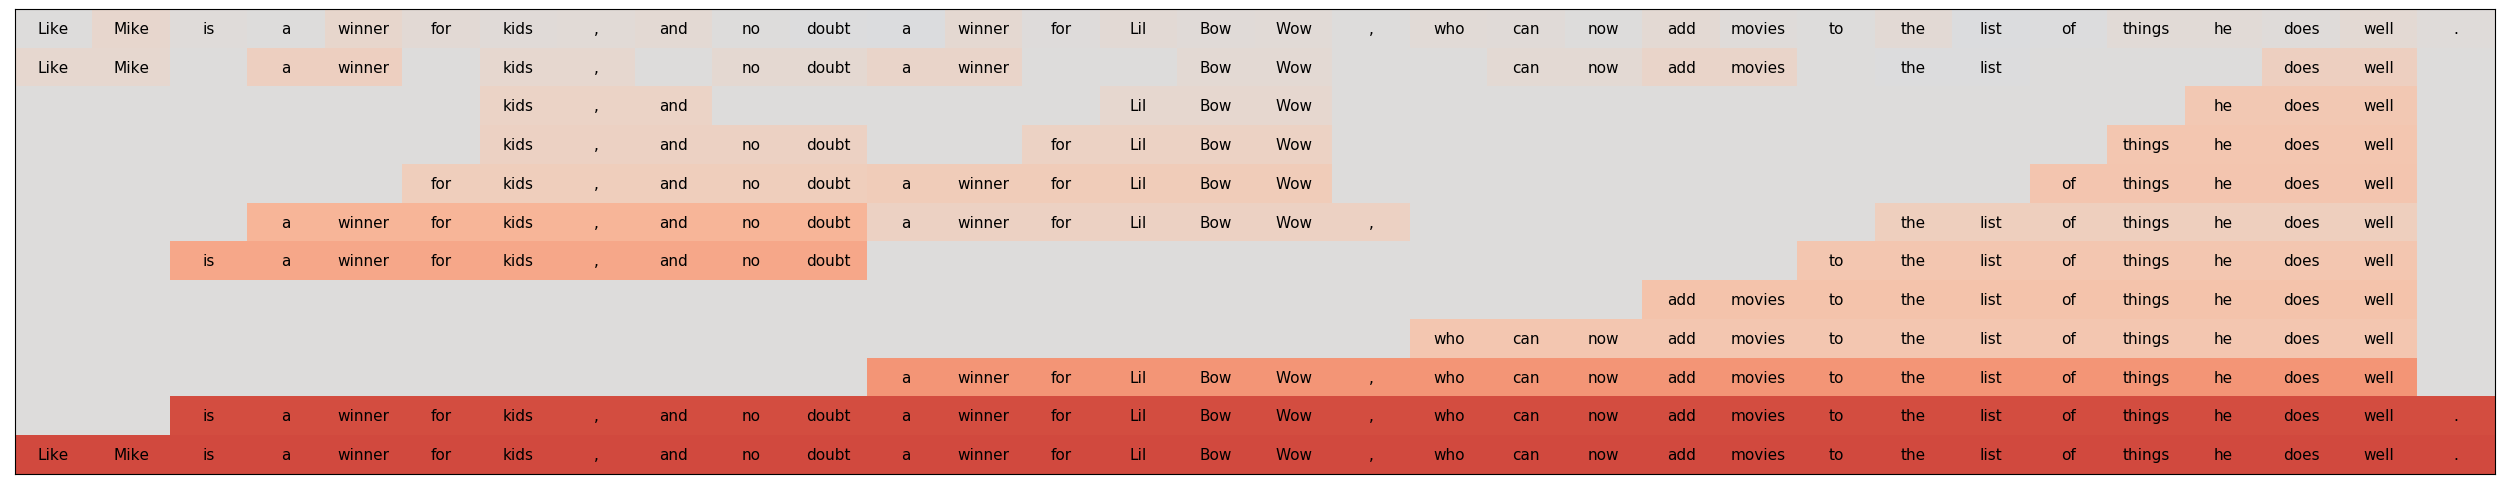 Like Mike is a winner for kids , and no doubt a winner for Lil Bow Wow , who can now add movies to the list of things he does well .
Like Mike a winner kids , no doubt a winner Bow Wow can now add movies the list does well
kids , and Lil Bow Wow he does well
kids , and no doubt for Lil Bow Wow things he does well
for kids , and no doubt a winner for Lil Bow Wow of things he does well
a winner for kids , and no doubt a winner for Lil Bow Wow , the list of things he does well
is a winner for kids , and no doubt to the list of things he does well
add movies to the list of things he does well
who can now add movies to the list of things he does well
a winner for Lil Bow Wow , who can now add movies to the list of things he does well
is a winner for kids , and no doubt a winner for Lil Bow Wow , who can now add movies to the list of things he does well .
Like Mike is a winner for kids , and no doubt a winner for Lil Bow Wow , who can now add movies to the list of things he does well .